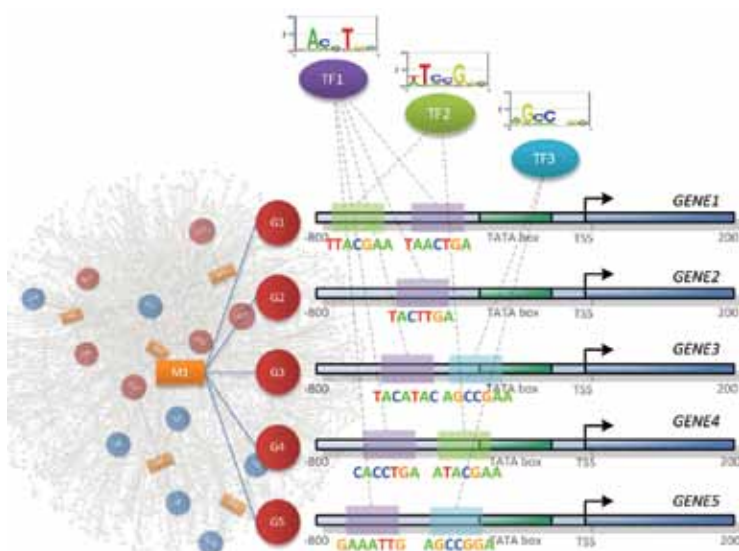 TF1
TF2
TF3
G1
GENE1
-800
TATA box
TSS
200
TTACGAA TAACTGA
G2
GENE2
-800
TATA box
TSS
200
TACTTGA
M1
G3
GENE3
-800
TATA box
TSS
200
TACATAC AGCCGAA
G4
GENE4
-800
TATA box
TSS
200
CACCTGA ATACGAA
G5
GENE5
-800
TATA box
TSS
200
GAAATTG AGCCGGA